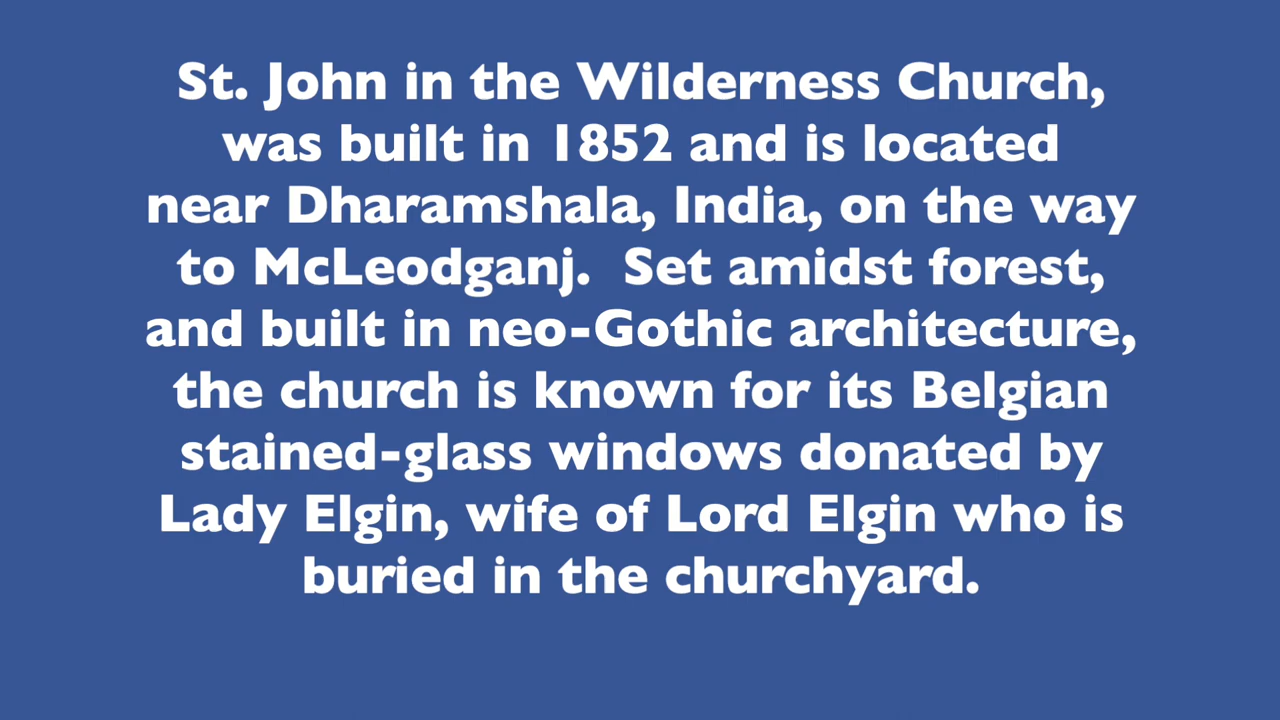 St. John in the Wilderness Church,
was built in 1852 and is located
near Dharamshala, India, on the way
to McLeodganj.  Set amidst forest,
and built in neo-Gothic architecture,
the church is known for its Belgian
stained-glass windows donated by
Lady Elgin, wife of Lord Elgin who is
buried in the churchyard.